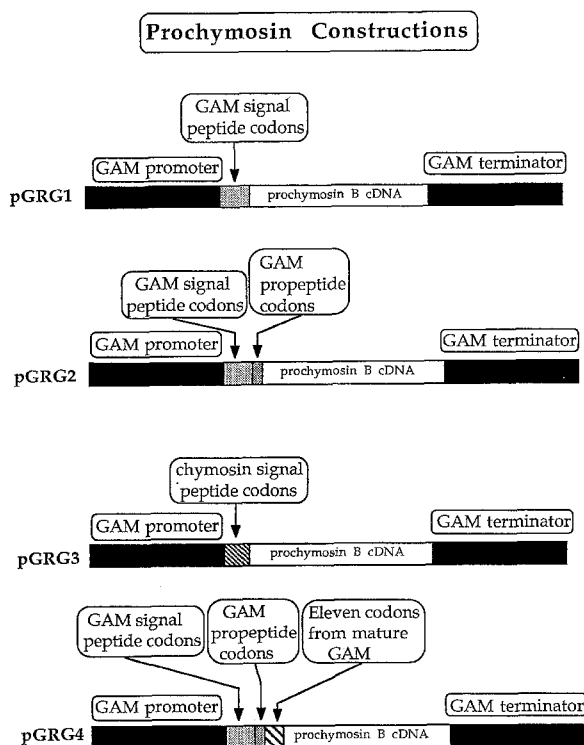 Prochymosin Constructions
GAM signal
peptide codons
GAM promoter
GAM terminator
pGRG1
prochymosin B cDNA
GAM signal
peptide codons
GAM
propeptide
codons
GAM promoter
GAM terminator
pGRG2
prochymosin B cDNA
chymosin signal
peptide codons
GAM promoter
GAM terminator
pGRG3
prochymosin B cDNA
GAM signal
peptide codons
GAM
propeptide
codons
Eleven codons
from mature
GAM
GAM promoter
GAM terminator
pGRG4
prochymosin B cDNA